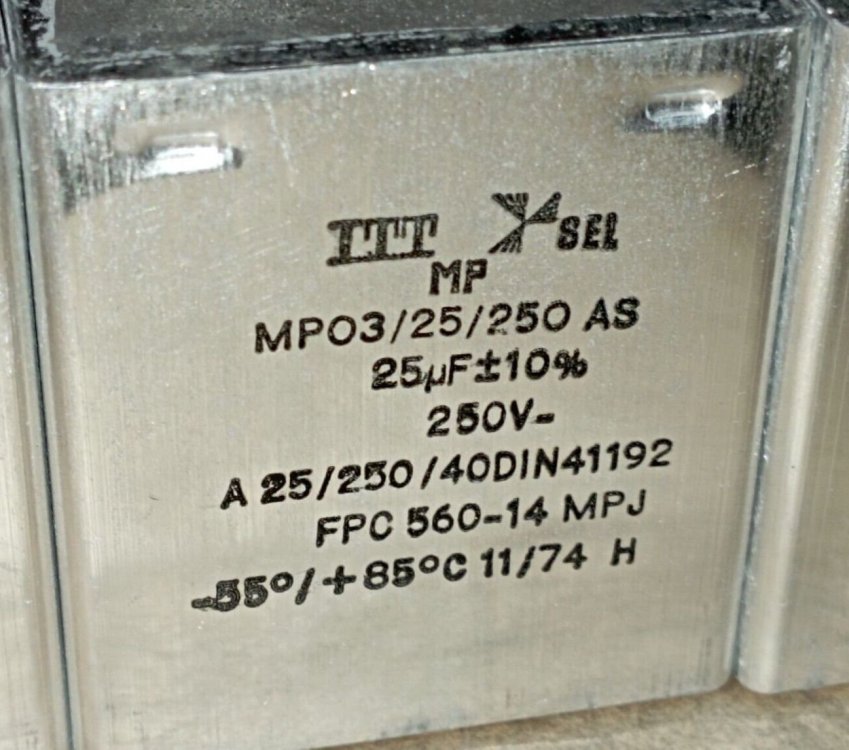 ITT SEL
MP
MPO3/25/250 AS
25µF±10%
250V-
A 25/250/40DIN41192
FPC 560-14 MPJ
-55°/+85°C 11/74 H